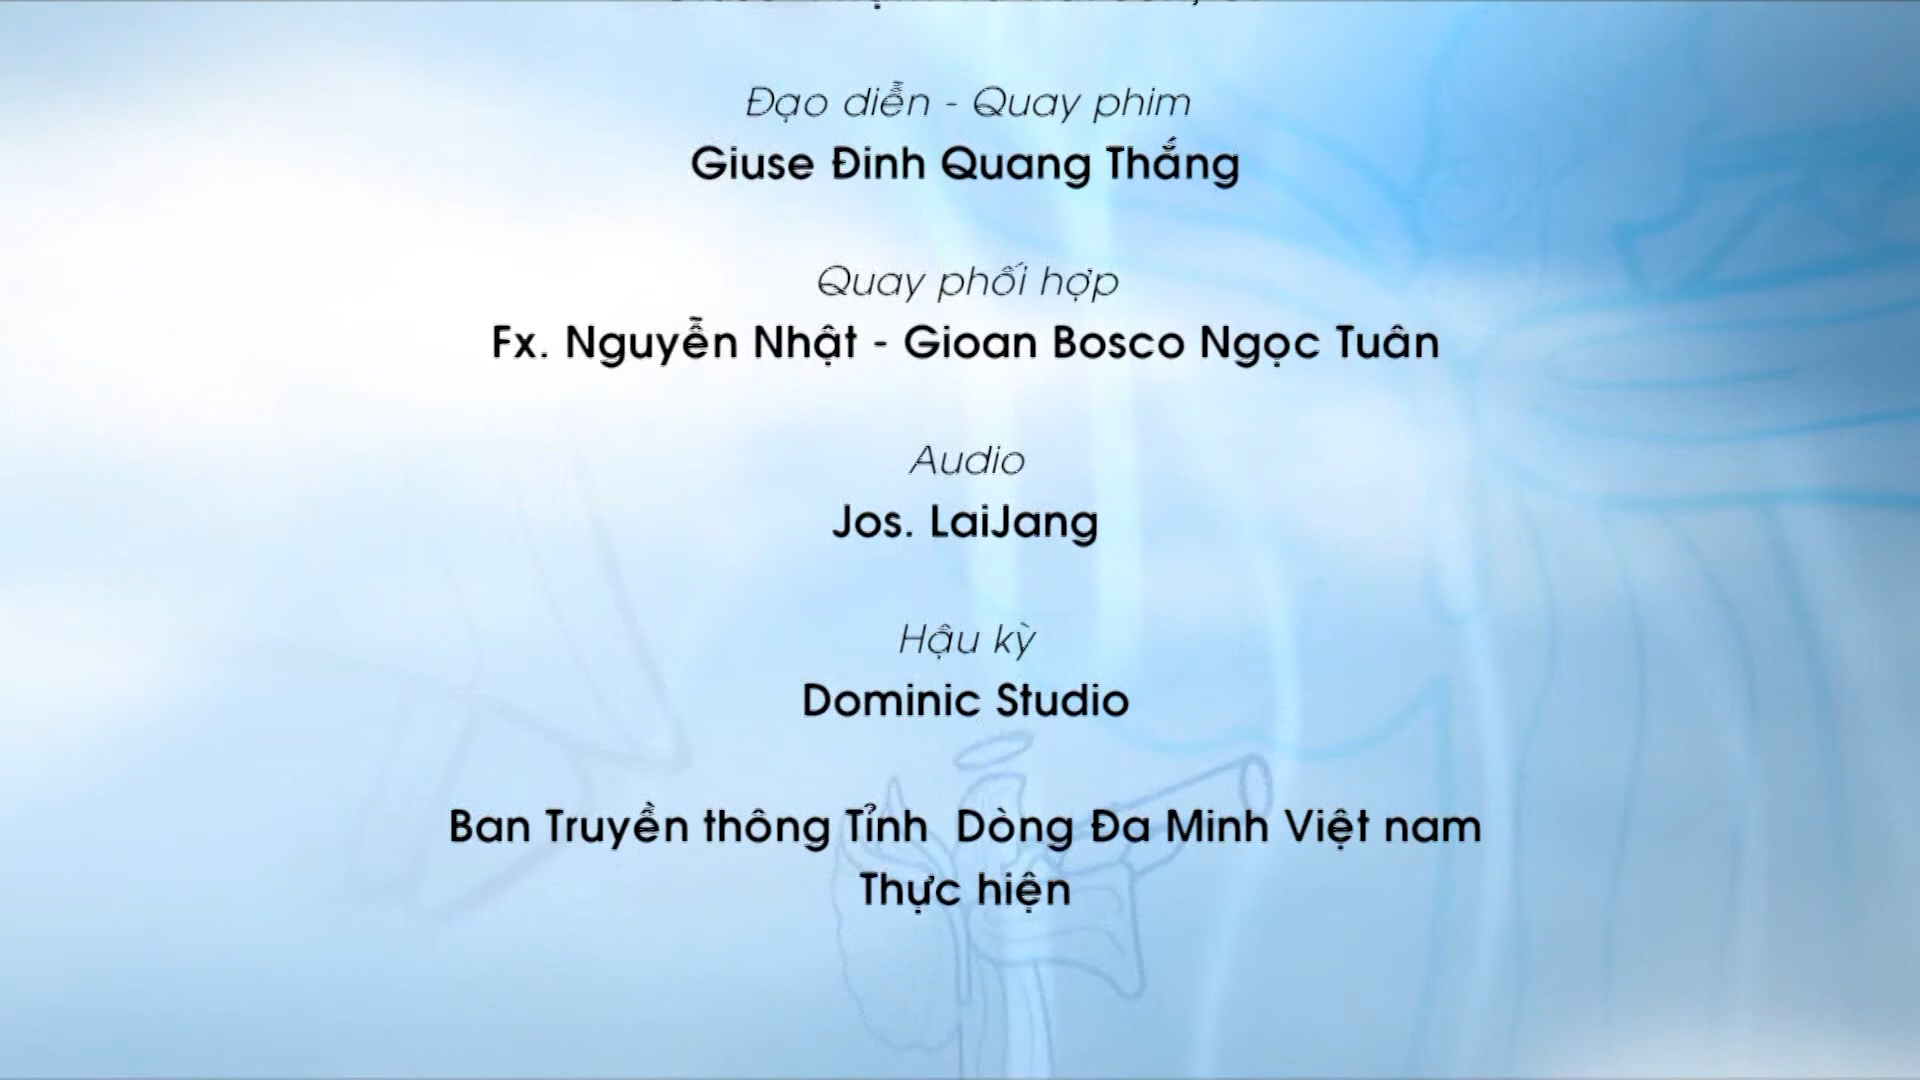 Đạo diễn - Quay phim
Giuse Đinh Quang Thắng
Quay phối hợp
Fx. Nguyễn Nhật - Gioan Bosco Ngọc Tuân
Audio
Jos. LaiJang
Hậu kỳ
Dominic Studio
Ban Truyền thông Tỉnh  Dòng Đa Minh Việt nam
Thực hiện